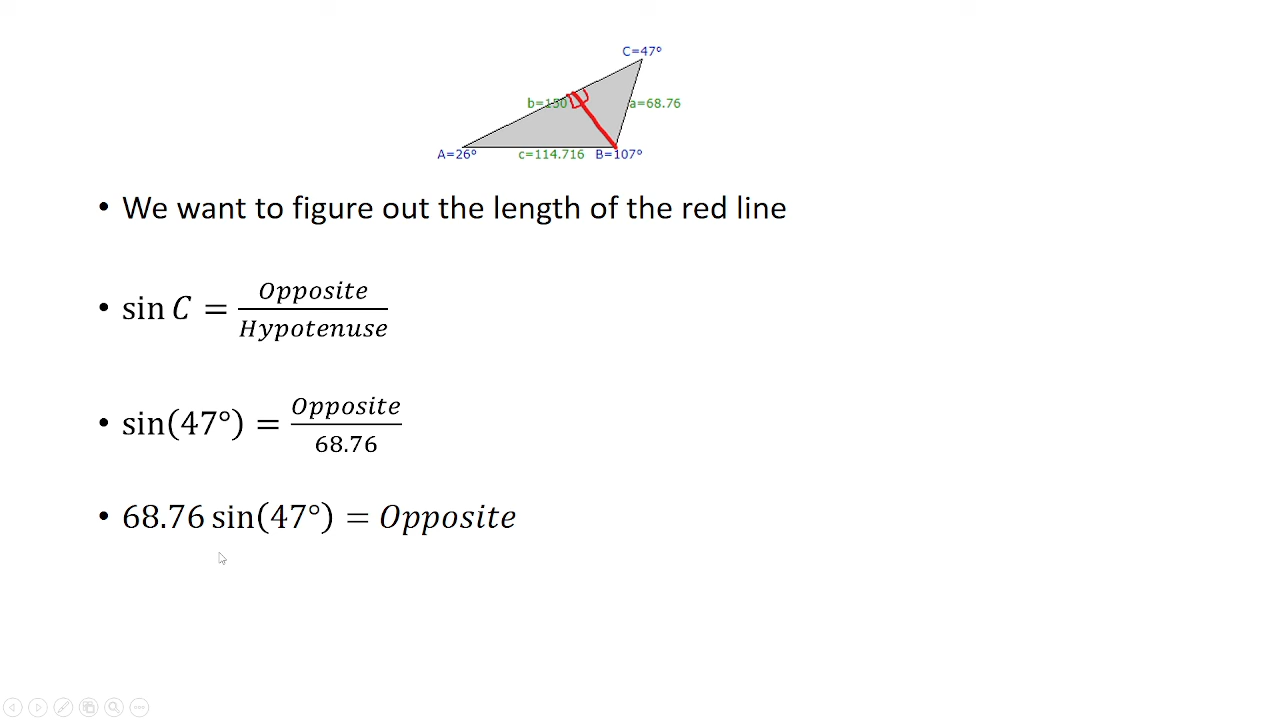 C=47°
b=150
a=68.76
A=26°
c=114.716
B=107°
• We want to figure out the length of the red line
• sin C = Opposite / Hypotenuse
• sin(47°) = Opposite / 68.76
• 68.76 sin(47°) = Opposite